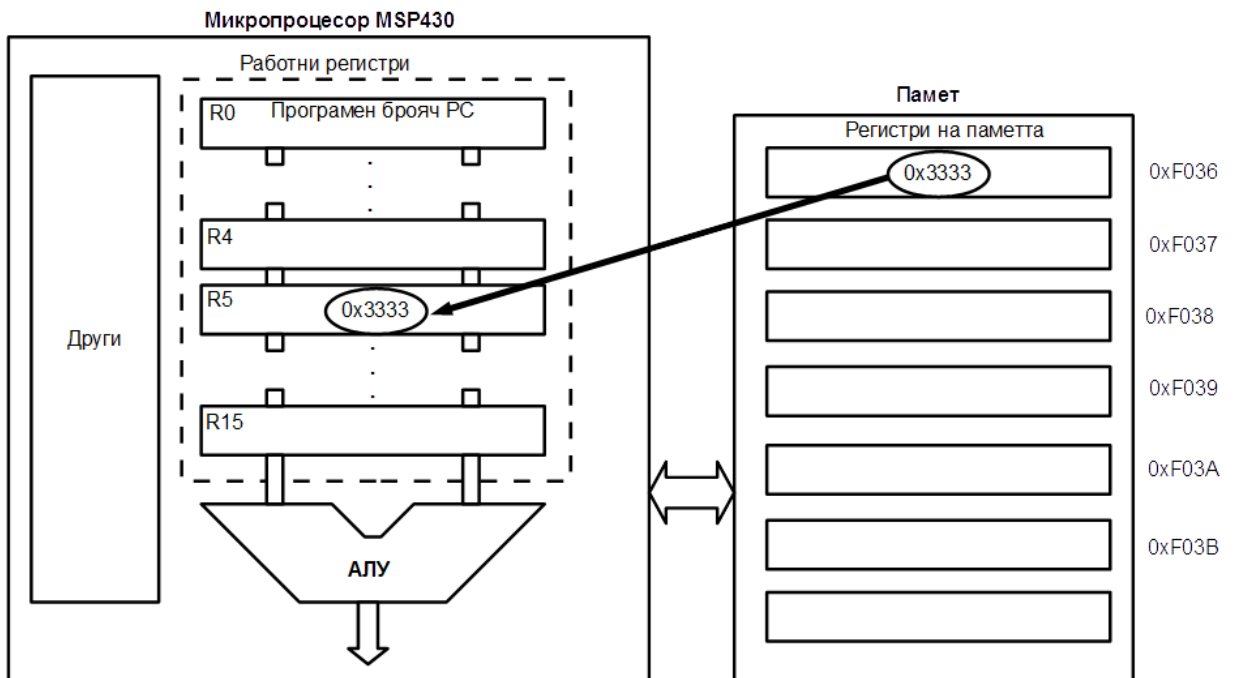 Микропроцесор MSP430
Работни регистри
R0 Програмен брояч PC
R4
R5 0x3333
R15
Други
АЛУ
Памет
Регистри на паметта
0x3333 0xF036
0xF037
0xF038
0xF039
0xF03A
0xF03B